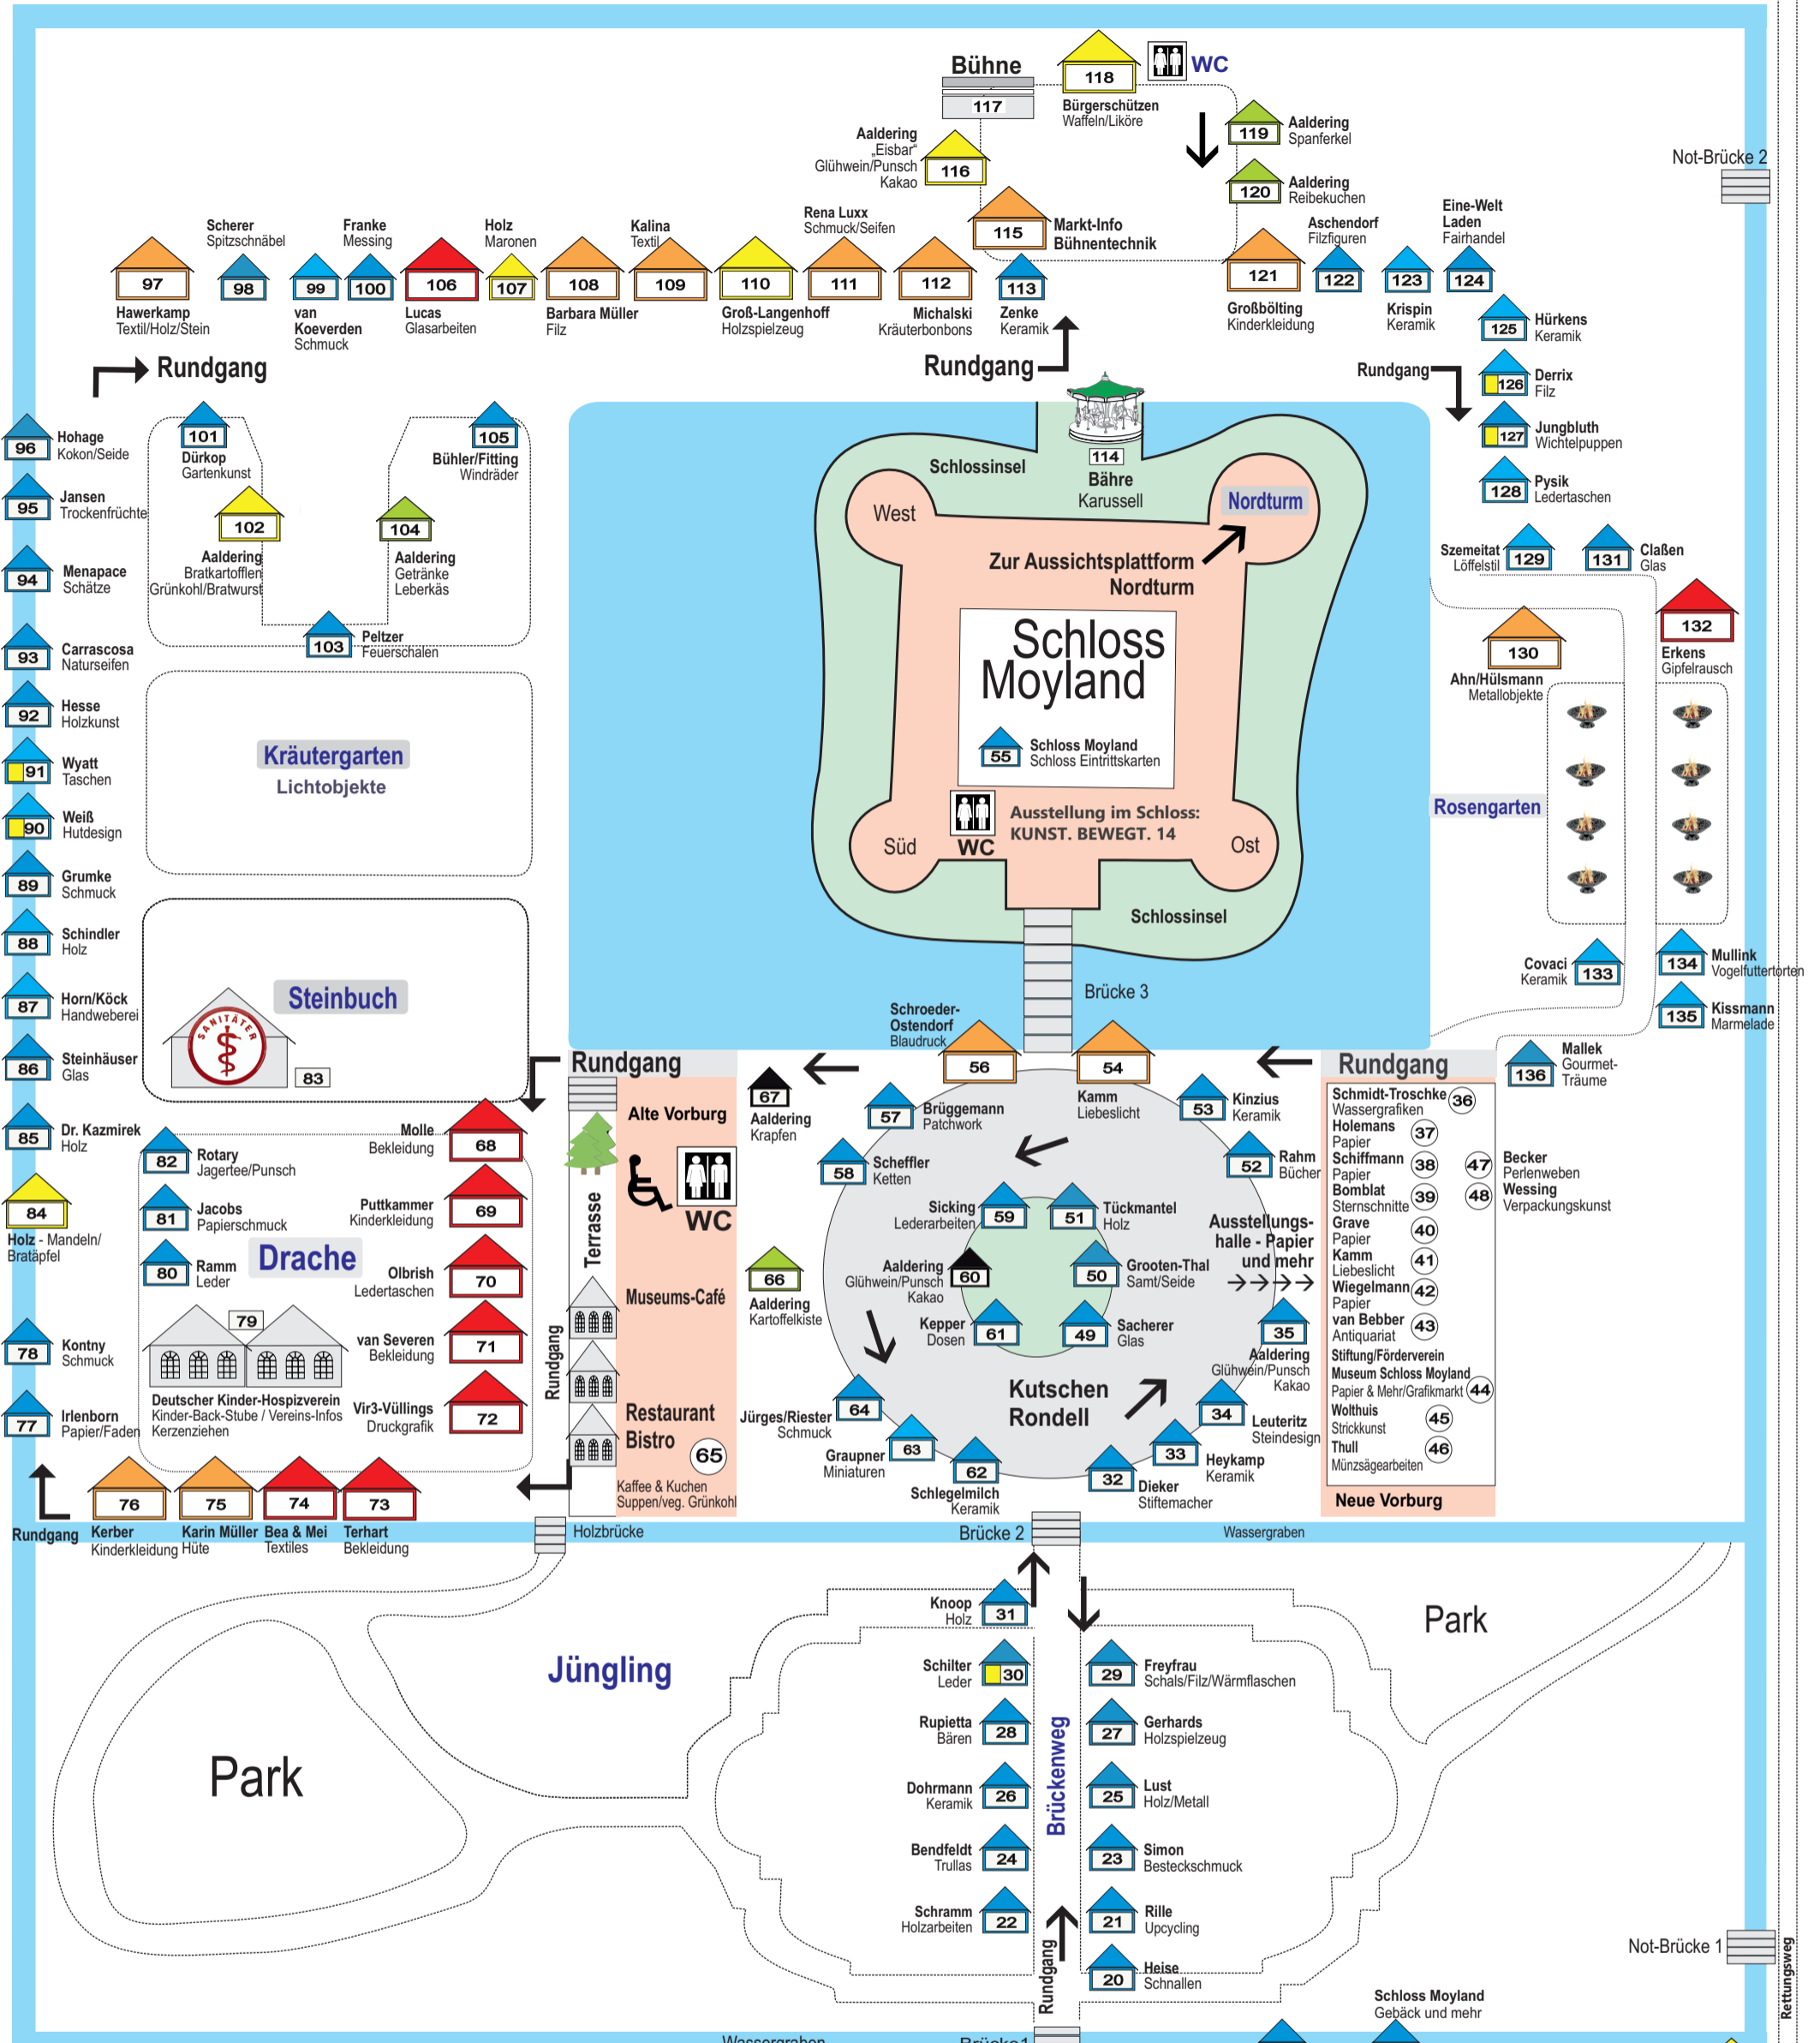 Bühne
117
118
WC
Bürgerschützen
Waffeln/Liköre
Aaldering
„Eisbar“
Glühwein/Punsch
Kakao
116
119
Aaldering
Spanferkel
120
Aaldering
Reibekuchen
Not-Brücke 2
115
Markt-Info
Bühnentechnik
97
Hawerkamp
Textil/Holz/Stein
Scherer
Spitzschnäbel
98
99
van
Koeverden
Schmuck
Franke
Messing
100
106
Lucas
Glasarbeiten
Holz
Maronen
107
108
Barbara Müller
Filz
Kalina
Textil
109
110
Groß-Langenhoff
Holzspielzeug
Rena Luxx
Schmuck/Seifen
111
112
Michalski
Kräuterbonbons
113
Zenke
Keramik
121
Großbölting
Kinderkleidung
Aschendorf
Filzfiguren
122
123
Krispin
Keramik
Eine-Welt
Laden
Fairhandel
124
125
Hürkens
Keramik
126
Derrix
Filz
127
Jungbluth
Wichtelpuppen
128
Pysik
Ledertaschen
Rundgang
Rundgang
Rundgang
96
Hohage
Kokon/Seide
95
Jansen
Trockenfrüchte
94
Menapace
Schätze
93
Carrascosa
Naturseifen
92
Hesse
Holzkunst
91
Wyatt
Taschen
90
Weiß
Hutdesign
89
Grumke
Schmuck
88
Schindler
Holz
87
Horn/Köck
Handweberei
86
Steinhäuser
Glas
85
Dr. Kazmirek
Holz
84
Holz - Mandeln/
Bratäpfel
78
Kontny
Schmuck
77
Irlenborn
Papier/Faden
101
Dürkop
Gartenkunst
105
Bühler/Fitting
Windräder
102
Aaldering
Bratkartofflen
Grünkohl/Bratwurst
104
Aaldering
Getränke
Leberkäs
103
Peltzer
Feuerschalen
Kräutergarten
Lichtobjekte
Steinbuch
SANITÄTER
83
114
Bähre
Karussell
Schlossinsel
West
Nordturm
Zur Aussichtsplattform
Nordturm
Schloss
Moyland
55
Schloss Moyland
Schloss Eintrittskarten
WC
Ausstellung im Schloss:
KUNST. BEWEGT. 14
Süd
Ost
Schlossinsel
Brücke 3
Szemeitat
Löffelstil
129
131
Claßen
Glas
130
Ahn/Hülsmann
Metallobjekte
132
Erkens
Gipfelrausch
Rosengarten
Covaci
Keramik
133
134
Mullink
Vogelfuttertorten
135
Kissmann
Marmelade
136
Mallek
Gourmet-
Träume
82
Rotary
Jagertee/Punsch
81
Jacobs
Papierschmuck
80
Ramm
Leder
Drache
79
Deutscher Kinder-Hospizverein
Kinder-Back-Stube / Vereins-Infos
Kerzenziehen
Molle
Bekleidung
68
Puttkammer
Kinderkleidung
69
Olbrish
Ledertaschen
70
van Severen
Bekleidung
71
Vir3-Vüllings
Druckgrafik
72
76
Kerber
Kinderkleidung
75
Karin Müller
Hüte
74
Bea & Mei
Textiles
73
Terhart
Bekleidung
Rundgang
Rundgang
Alte Vorburg
WC
Terrasse
Rundgang
Museums-Café
Restaurant
Bistro
65
Kaffee & Kuchen
Suppen/veg. Grünkohl
67
Aaldering
Krapfen
66
Aaldering
Kartoffelkiste
Schroeder-
Ostendorf
Blaudruck
56
54
Kamm
Liebeslicht
57
Brüggemann
Patchwork
58
Scheffler
Ketten
53
Kinzius
Keramik
52
Rahm
Bücher
Sicking
Lederarbeiten
59
51
Tückmantel
Holz
Aaldering
Glühwein/Punsch
Kakao
60
50
Grooten-Thal
Samt/Seide
Kepper
Dosen
61
49
Sacherer
Glas
Ausstellungs-
halle - Papier
und mehr
35
Aaldering
Glühwein/Punsch
Kakao
Kutschen
Rondell
34
Leuteritz
Steindesign
33
Heykamp
Keramik
32
Dieker
Stiftemacher
64
Jürges/Riester
Schmuck
63
Graupner
Miniaturen
62
Schlegelmilch
Keramik
Rundgang
Schmidt-Troschke
Wassergrafiken
36
Holemans
Papier
37
Schiffmann
Papier
38
Bomblat
Sternschnitte
39
Grave
Papier
40
Kamm
Liebeslicht
41
Wiegelmann
Papier
42
van Bebber
Antiquariat
43
Stiftung/Förderverein
Museum Schloss Moyland
Papier & Mehr/Grafikmarkt
44
Wolthuis
Strickkunst
45
Thull
Münzsägearbeiten
46
47
Becker
Perlenweben
48
Wessing
Verpackungskunst
Neue Vorburg
Holzbrücke
Brücke 2
Wassergraben
Knoop
Holz
31
Schilter
Leder
30
29
Freyfrau
Schals/Filz/Wärmflaschen
Rupietta
Bären
28
27
Gerhards
Holzspielzeug
Dohrmann
Keramik
26
25
Lust
Holz/Metall
Bendfeldt
Trullas
24
23
Simon
Besteckschmuck
Schramm
Holzarbeiten
22
21
Rille
Upcycling
20
Heise
Schnallen
Brückenweg
Rundgang
Jüngling
Park
Park
Not-Brücke 1
Rettungsweg
Schloss Moyland
Gebäck und mehr
Wassergraben
Brücke1